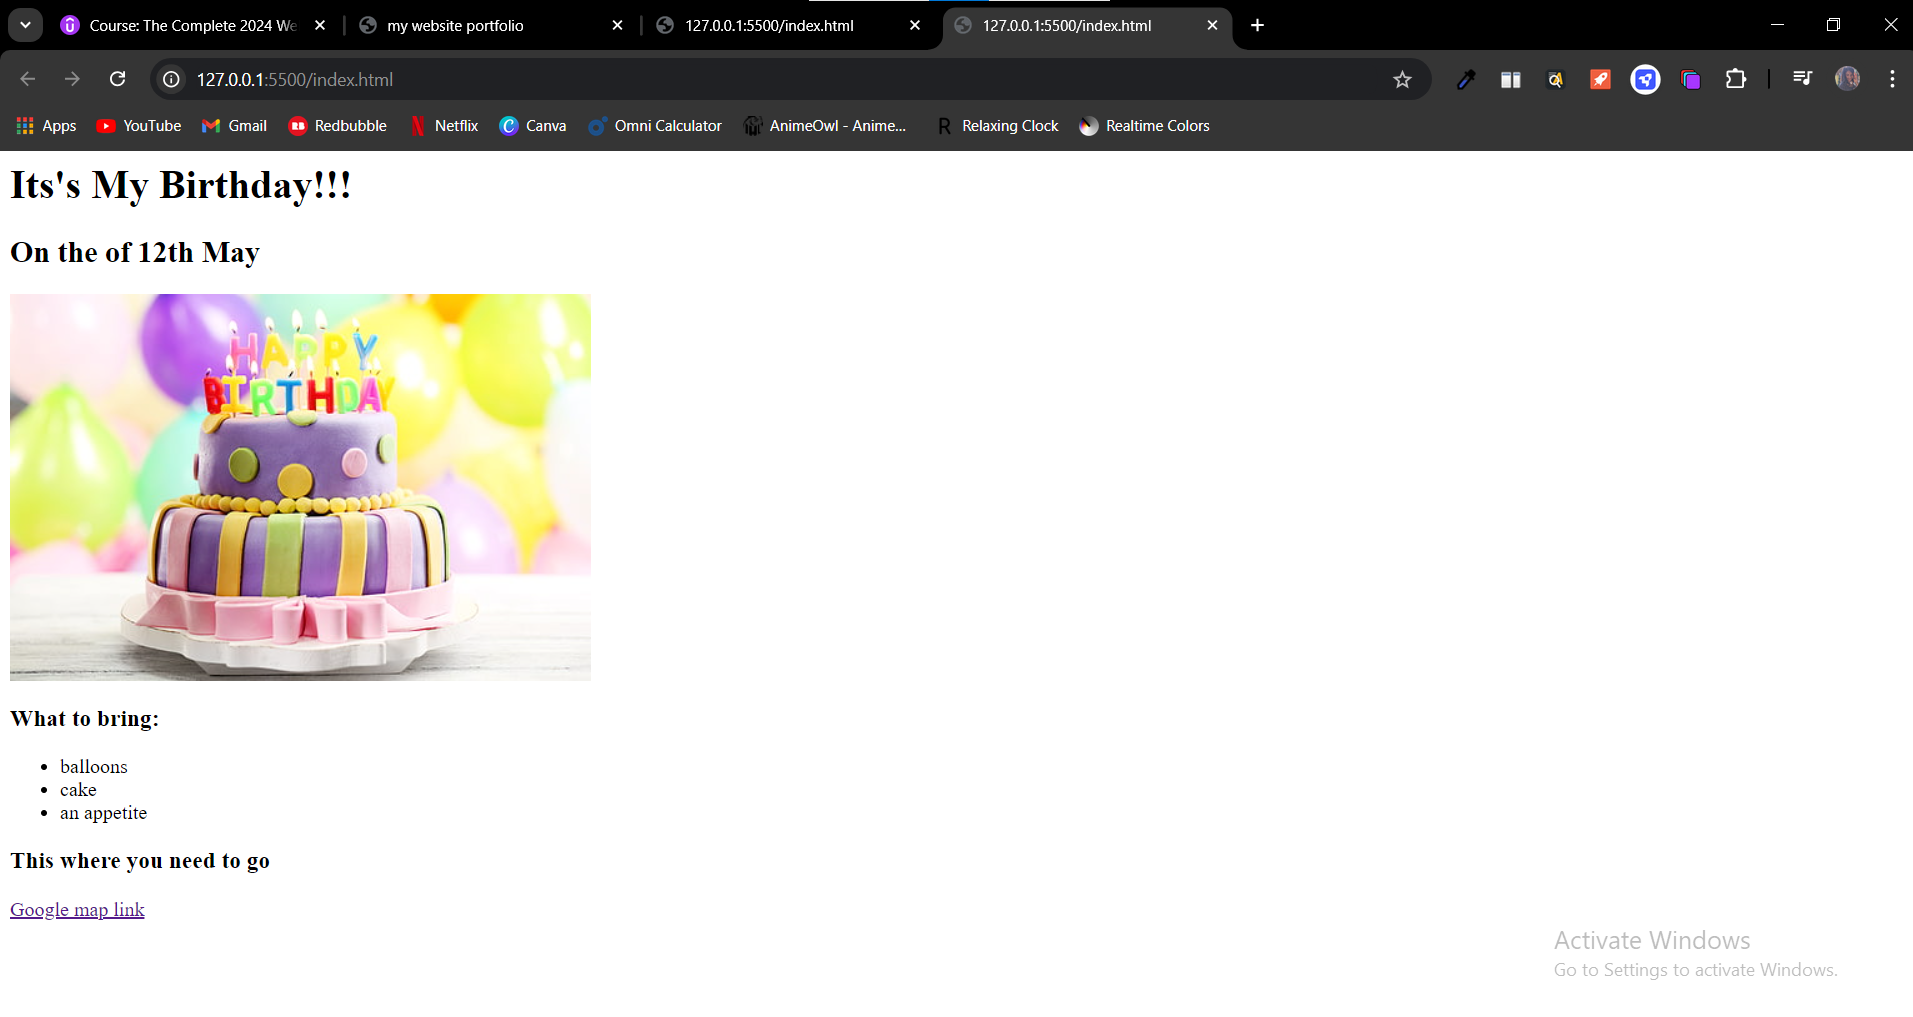 Course: The Complete 2024 We
my website portfolio
127.0.0.1:5500/index.html
127.0.0.1:5500/index.html
127.0.0.1:5500/index.html
Apps
YouTube
Gmail
Redbubble
Netflix
Canva
Omni Calculator
AnimeOwl - Anime...
R Relaxing Clock
Realtime Colors
Its's My Birthday!!!
On the of 12th May
HAPPY
BIRTHDAY
What to bring:
balloons
cake
an appetite
This where you need to go
Google map link
Activate Windows
Go to Settings to activate Windows.